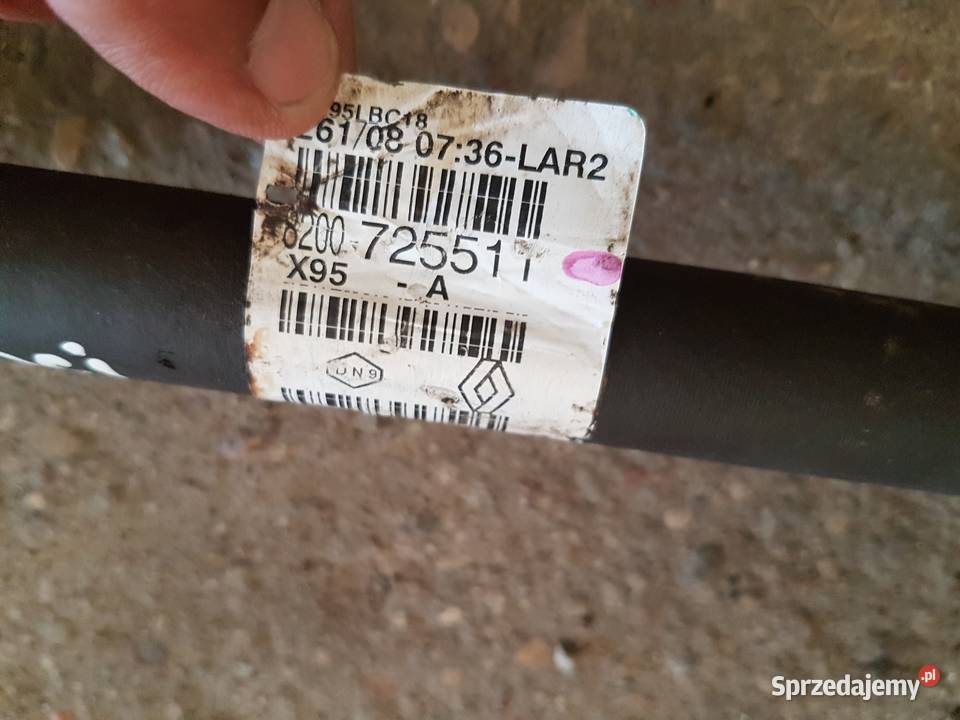 95LBC18
261/08 07:36-LAR2
8200 725511
X95 - A
DN9
Sprzedajemy.pl